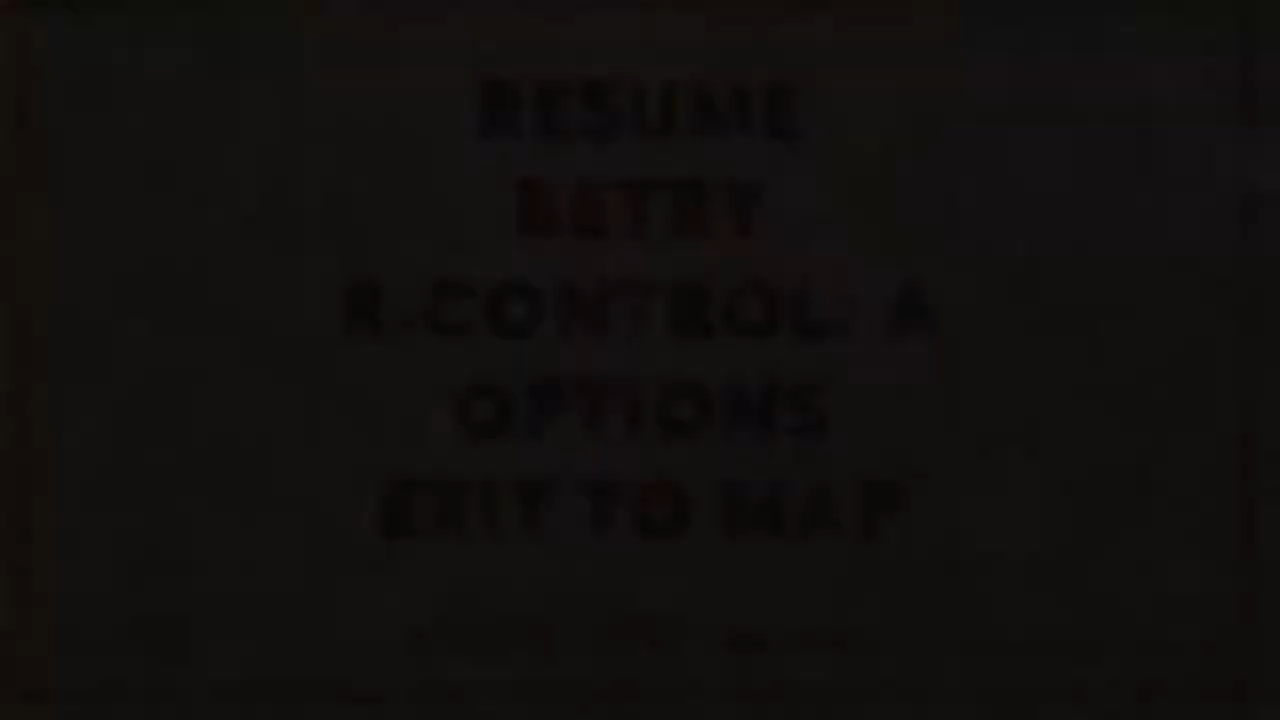 RESUME
RETRY
R.CONTROL: A
OPTIONS
EXIT TO MAP